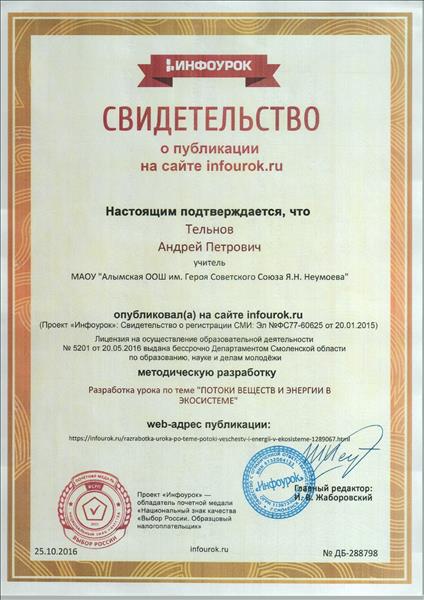 ИНФОУРОК
СВИДЕТЕЛЬСТВО
о публикации
на сайте infourok.ru
Настоящим подтверждается, что
Тельнов
Андрей Петрович
учитель
МАОУ "Алымская ООШ им. Героя Советского Союза Я.Н. Неумоева"
опубликовал(а) на сайте infourok.ru
(Проект «Инфоурок»: Свидетельство о регистрации СМИ: Эл №ФС77-60625 от 20.01.2015)
Лицензия на осуществление образовательной деятельности
№ 5201 от 20.05.2016 выдана бессрочно Департаментом Смоленской области
по образованию, науке и делам молодёжи
методическую разработку
Разработка урока по теме "ПОТОКИ ВЕЩЕСТВ И ЭНЕРГИИ В
ЭКОСИСТЕМЕ"
web-адрес публикации:
https://infourok.ru/razrabotka-uroka-po-teme-potoki-veschestv-i-energii-v-ekosisteme-1289067.html
ВЫБОР РОССИИ
Проект «Инфоурок» —
обладатель почетной медали
«Национальный знак качества
«Выбор России. Образцовый
налогоплательщик»
«Инфоурок»
Главный редактор:
И. В. Жаборовский
25.10.2016
infourok.ru
№ ДБ-288798